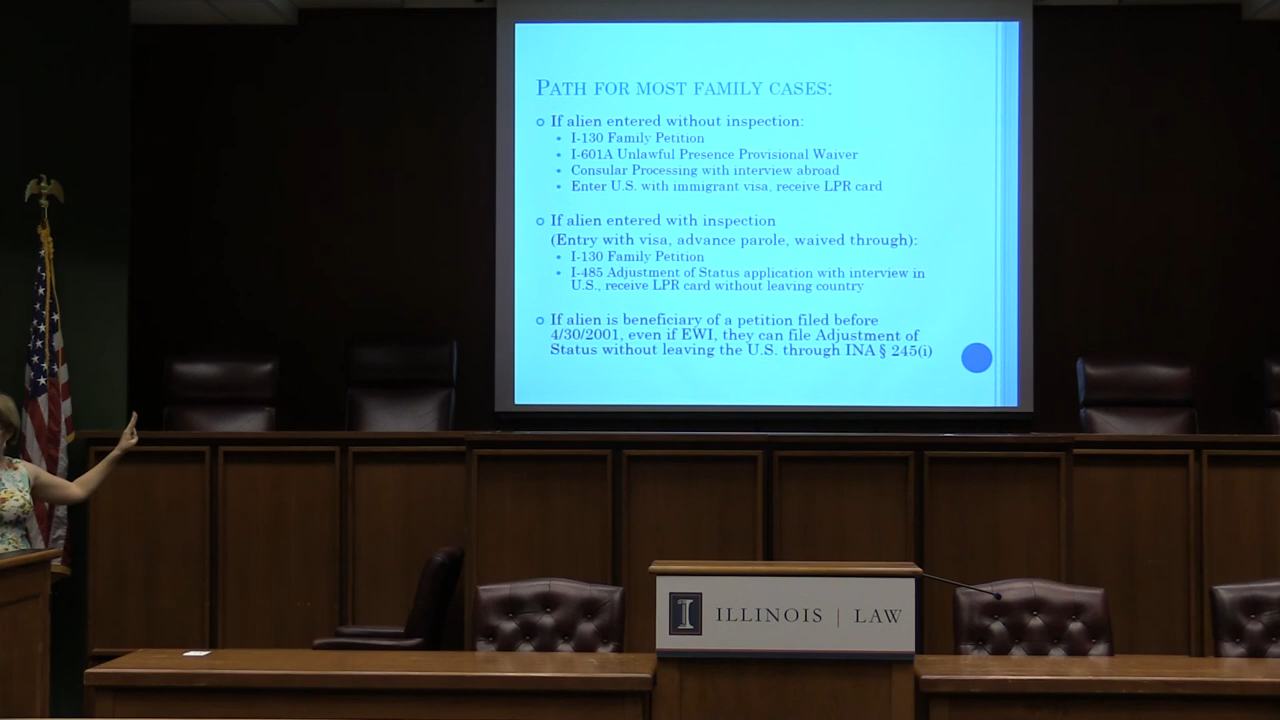 PATH FOR MOST FAMILY CASES:
If alien entered without inspection:
I-130 Family Petition
I-601A Unlawful Presence Provisional Waiver
Consular Processing with interview abroad
Enter U.S. with immigrant visa, receive LPR card
If alien entered with inspection
(Entry with visa, advance parole, waived through):
I-130 Family Petition
I-485 Adjustment of Status application with interview in
U.S., receive LPR card without leaving country
If alien is beneficiary of a petition filed before
4/30/2001, even if EWI, they can file Adjustment of
Status without leaving the U.S. through INA § 245(i)
I ILLINOIS | LAW